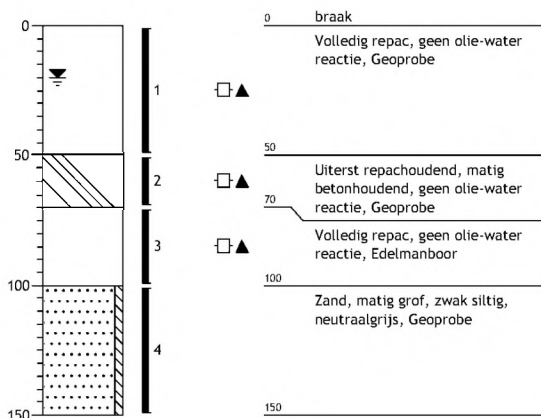 0
50
100
150
1
2
3
4
0 braak
Volledig repac, geen olie-water
reactie, Geoprobe
50
Uiterst repachoudend, matig
betonhoudend, geen olie-water
reactie, Geoprobe
70
Volledig repac, geen olie-water
reactie, Edelmanboor
100
Zand, matig grof, zwak siltig,
neutraalgrijs, Geoprobe
150